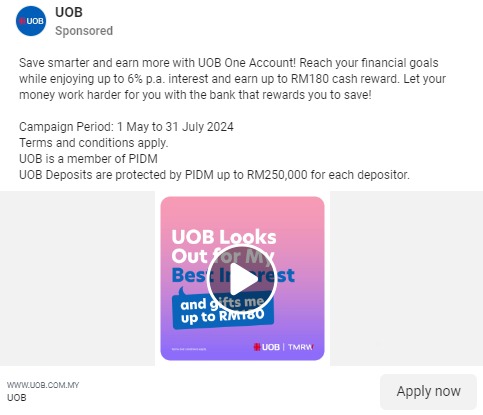 UOB
UOB
Sponsored
Save smarter and earn more with UOB One Account! Reach your financial goals
while enjoying up to 6% p.a. interest and earn up to RM180 cash reward. Let your
money work harder for you with the bank that rewards you to save!
Campaign Period: 1 May to 31 July 2024
Terms and conditions apply.
UOB is a member of PIDM
UOB Deposits are protected by PIDM up to RM250,000 for each depositor.
UOB Looks
Out for My
Best Interest
and gifts me
up to RM180
Terms and conditions apply.
UOB | TMRW
WWW.UOB.COM.MY
UOB
Apply now